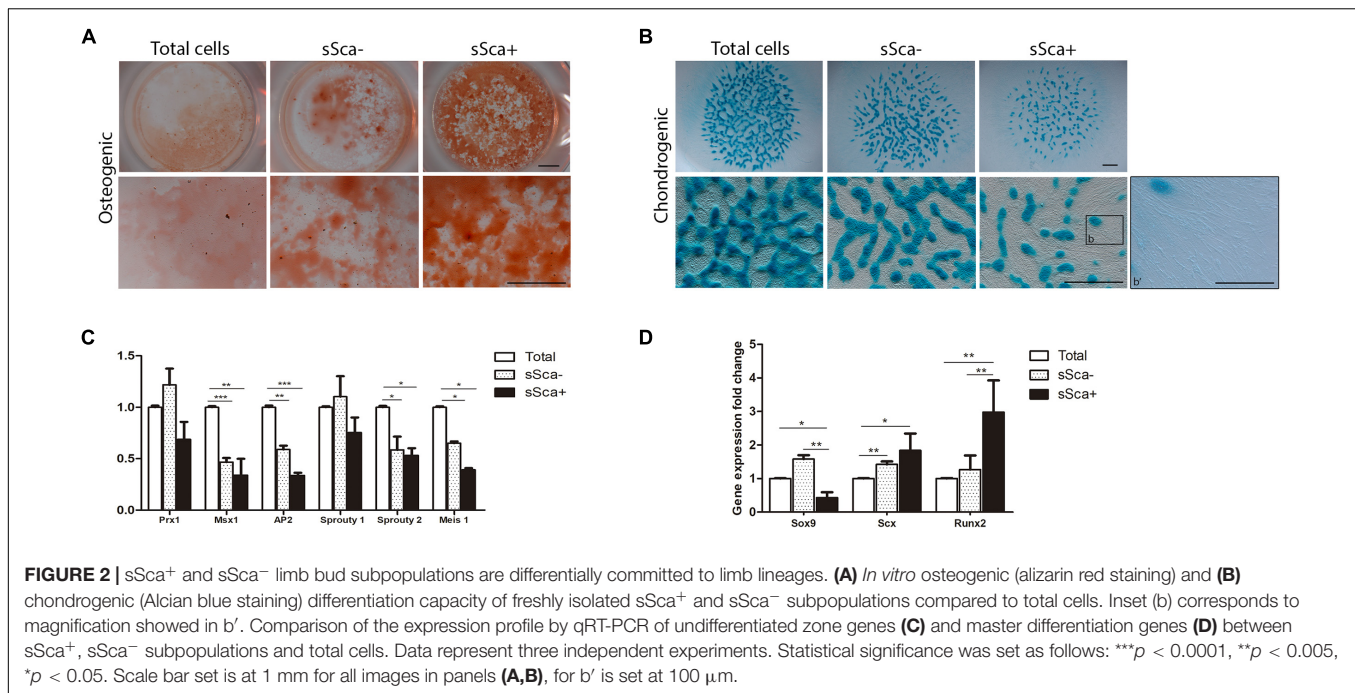 A
Total cells
sSca-
sSca+
Osteogenic
B
Total cells
sSca-
sSca+
Chondrogenic
b
b'
C
1.5
1.0
0.5
0.0
** *** *** ** * * * *
Prx1 Msx1 AP2 Sprouty 1 Sprouty 2 Meis 1
Total
sSca-
sSca+
D
Gene expression fold change
5
4
3
2
1
0
* ** * ** ** **
Sox9 Scx Runx2
Total
sSca-
sSca+
FIGURE 2 | sSca⁺ and sSca⁻ limb bud subpopulations are differentially committed to limb lineages. (A) In vitro osteogenic (alizarin red staining) and (B)
chondrogenic (Alcian blue staining) differentiation capacity of freshly isolated sSca⁺ and sSca⁻ subpopulations compared to total cells. Inset (b) corresponds to
magnification showed in b′. Comparison of the expression profile by qRT-PCR of undifferentiated zone genes (C) and master differentiation genes (D) between
sSca⁺, sSca⁻ subpopulations and total cells. Data represent three independent experiments. Statistical significance was set as follows: ***p < 0.0001, **p < 0.005,
*p < 0.05. Scale bar set is at 1 mm for all images in panels (A,B), for b′ is set at 100 μm.